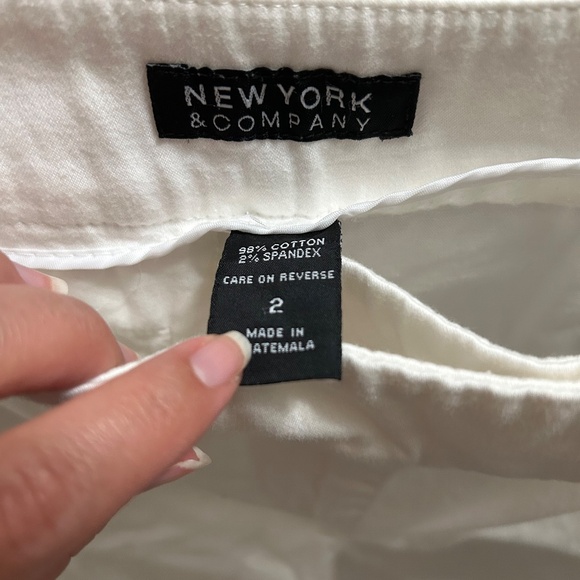 NEW YORK
& COMPANY
98% COTTON
2% SPANDEX
CARE ON REVERSE
2
MADE IN